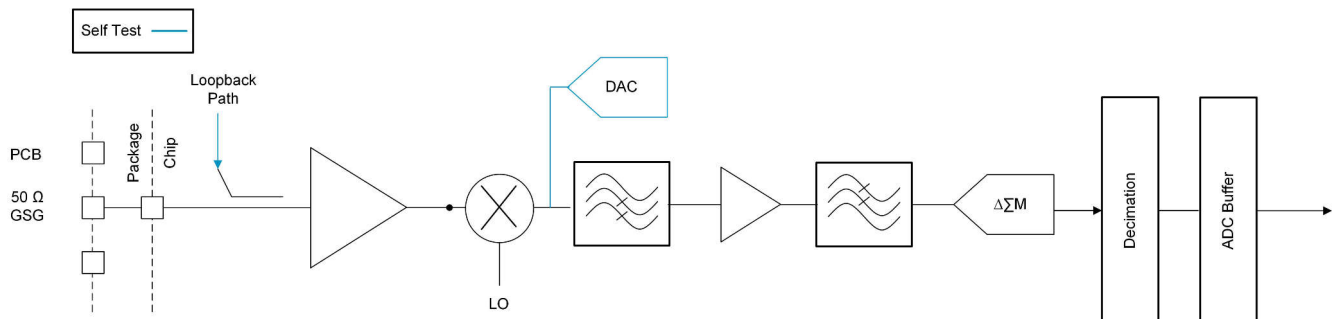 Self Test
Loopback
Path
DAC
PCB
Package
Chip
50 Ω
GSG
LO
ΔΣM
Decimation
ADC Buffer